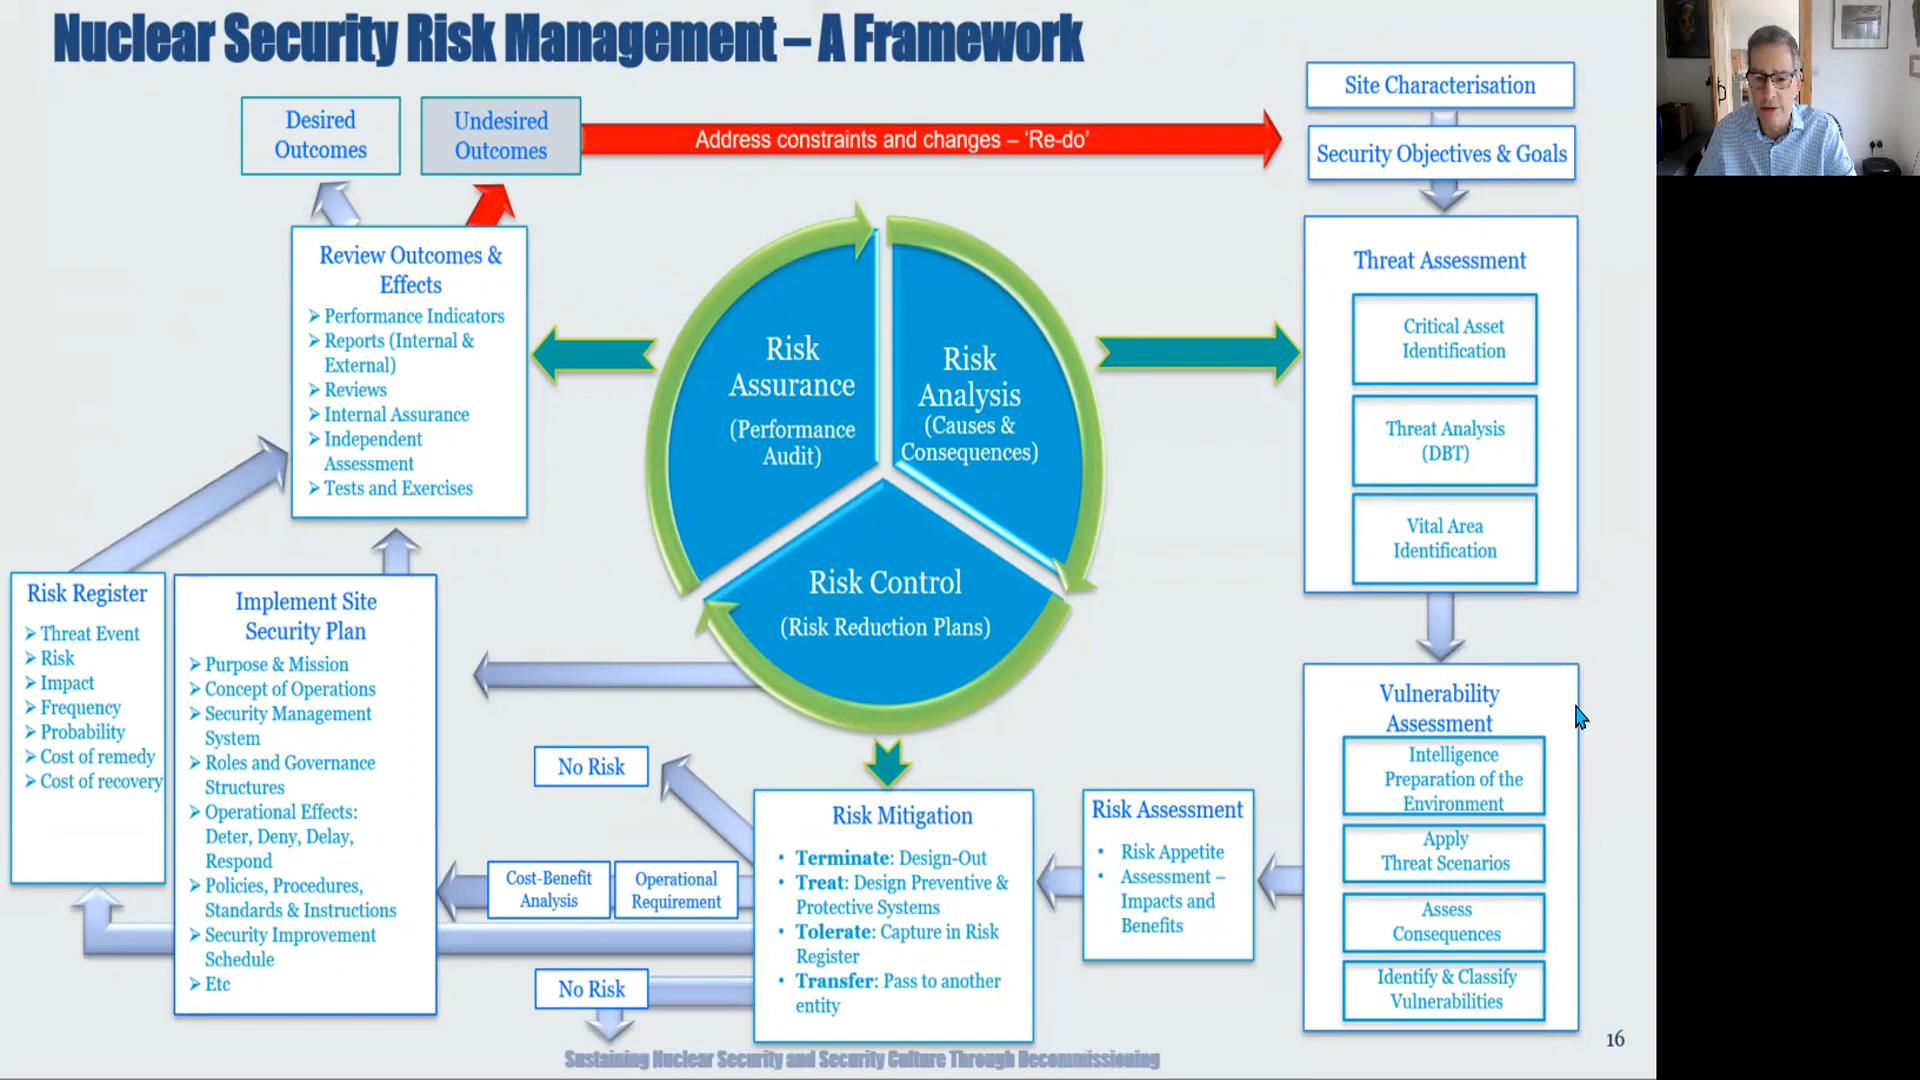 Nuclear Security Risk Management – A Framework
Desired
Outcomes
Undesired
Outcomes
Address constraints and changes – ‘Re-do’
Site Characterisation
Security Objectives & Goals
Review Outcomes &
Effects
➢ Performance Indicators
➢ Reports (Internal &
External)
➢ Reviews
➢ Internal Assurance
➢ Independent
Assessment
➢ Tests and Exercises
Risk
Assurance
(Performance
Audit)
Risk
Analysis
(Causes &
Consequences)
Risk Control
(Risk Reduction Plans)
Threat Assessment
Critical Asset
Identification
Threat Analysis
(DBT)
Vital Area
Identification
Risk Register
➢ Threat Event
➢ Risk
➢ Impact
➢ Frequency
➢ Probability
➢ Cost of remedy
➢ Cost of recovery
Implement Site
Security Plan
➢ Purpose & Mission
➢ Concept of Operations
➢ Security Management
System
➢ Roles and Governance
Structures
➢ Operational Effects:
Deter, Deny, Delay,
Respond
➢ Policies, Procedures,
Standards & Instructions
➢ Security Improvement
Schedule
➢ Etc
No Risk
Cost-Benefit
Analysis
Operational
Requirement
No Risk
Risk Mitigation
• Terminate: Design-Out
• Treat: Design Preventive &
Protective Systems
• Tolerate: Capture in Risk
Register
• Transfer: Pass to another
entity
Risk Assessment
• Risk Appetite
• Assessment –
Impacts and
Benefits
Vulnerability
Assessment
Intelligence
Preparation of the
Environment
Apply
Threat Scenarios
Assess
Consequences
Identify & Classify
Vulnerabilities
16
Sustaining Nuclear Security and Security Culture Through Decommissioning